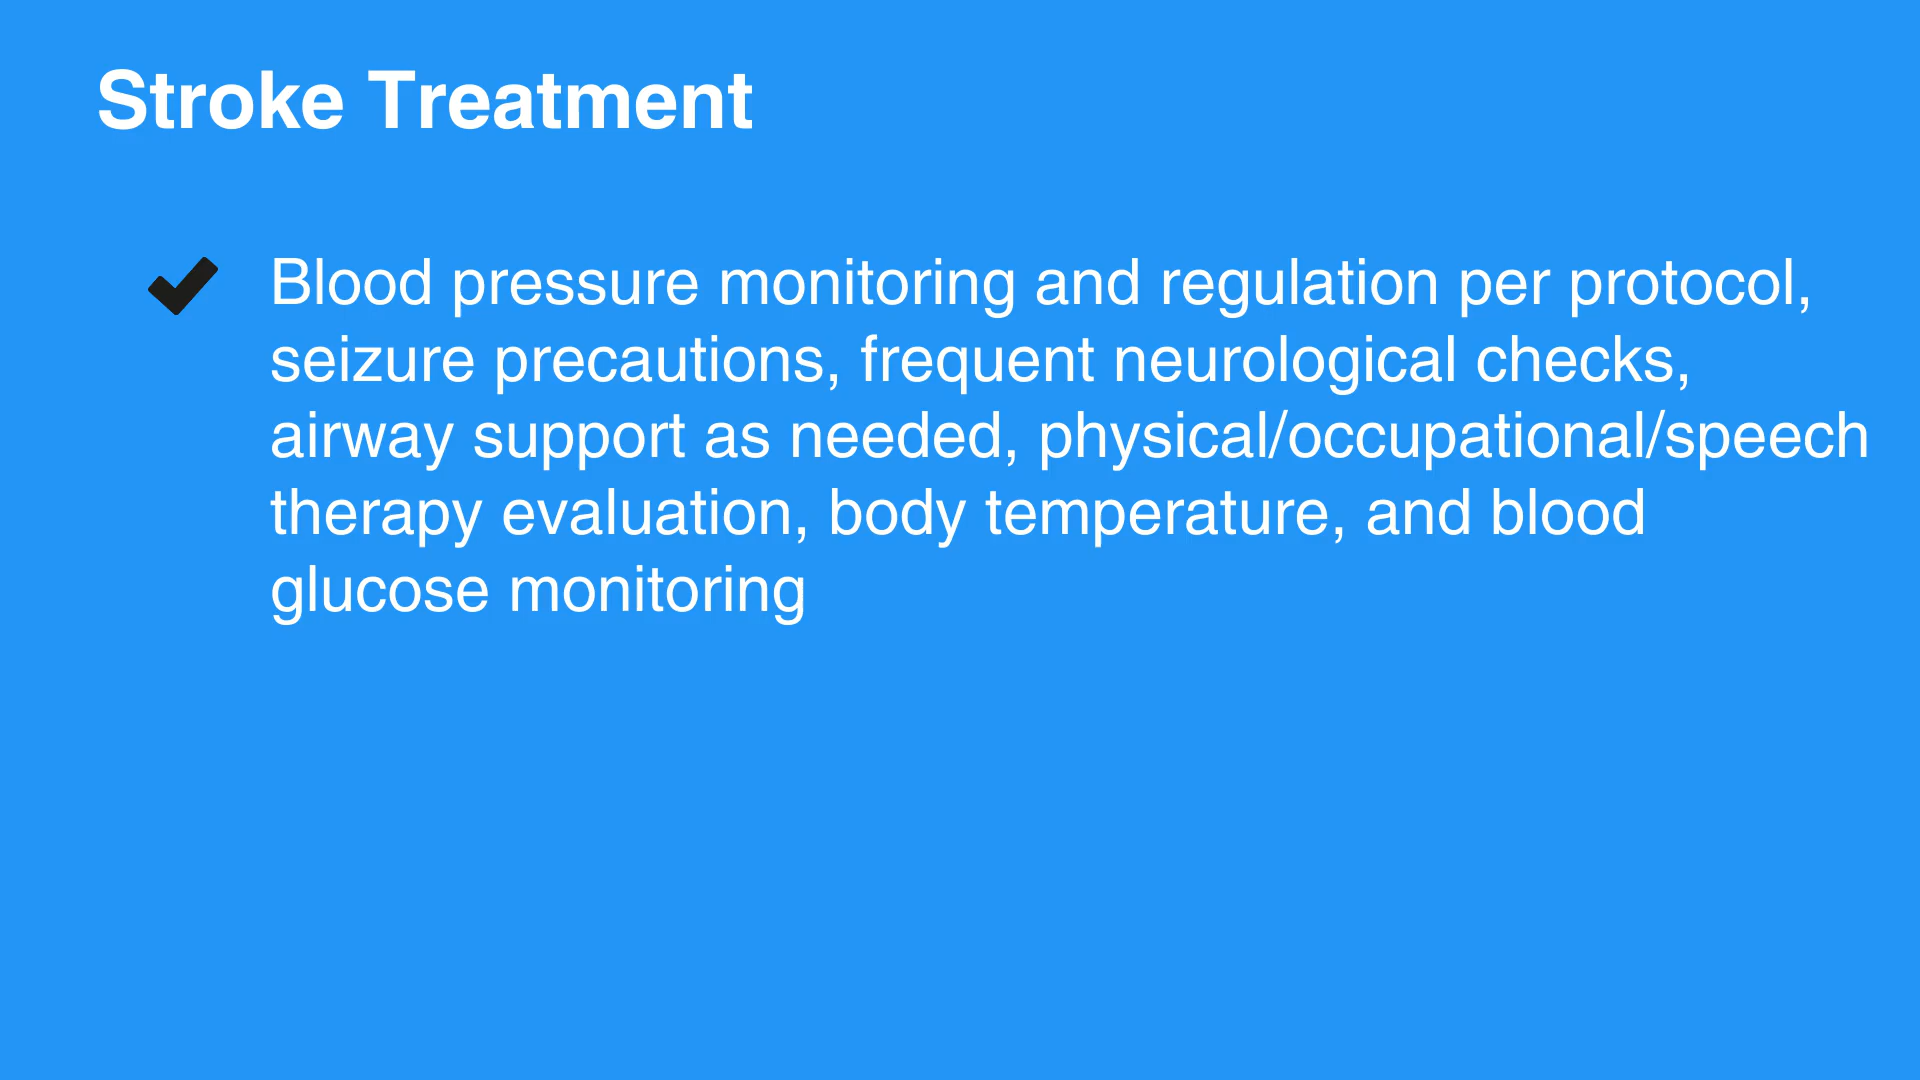 Stroke Treatment
Blood pressure monitoring and regulation per protocol,
seizure precautions, frequent neurological checks,
airway support as needed, physical/occupational/speech
therapy evaluation, body temperature, and blood
glucose monitoring